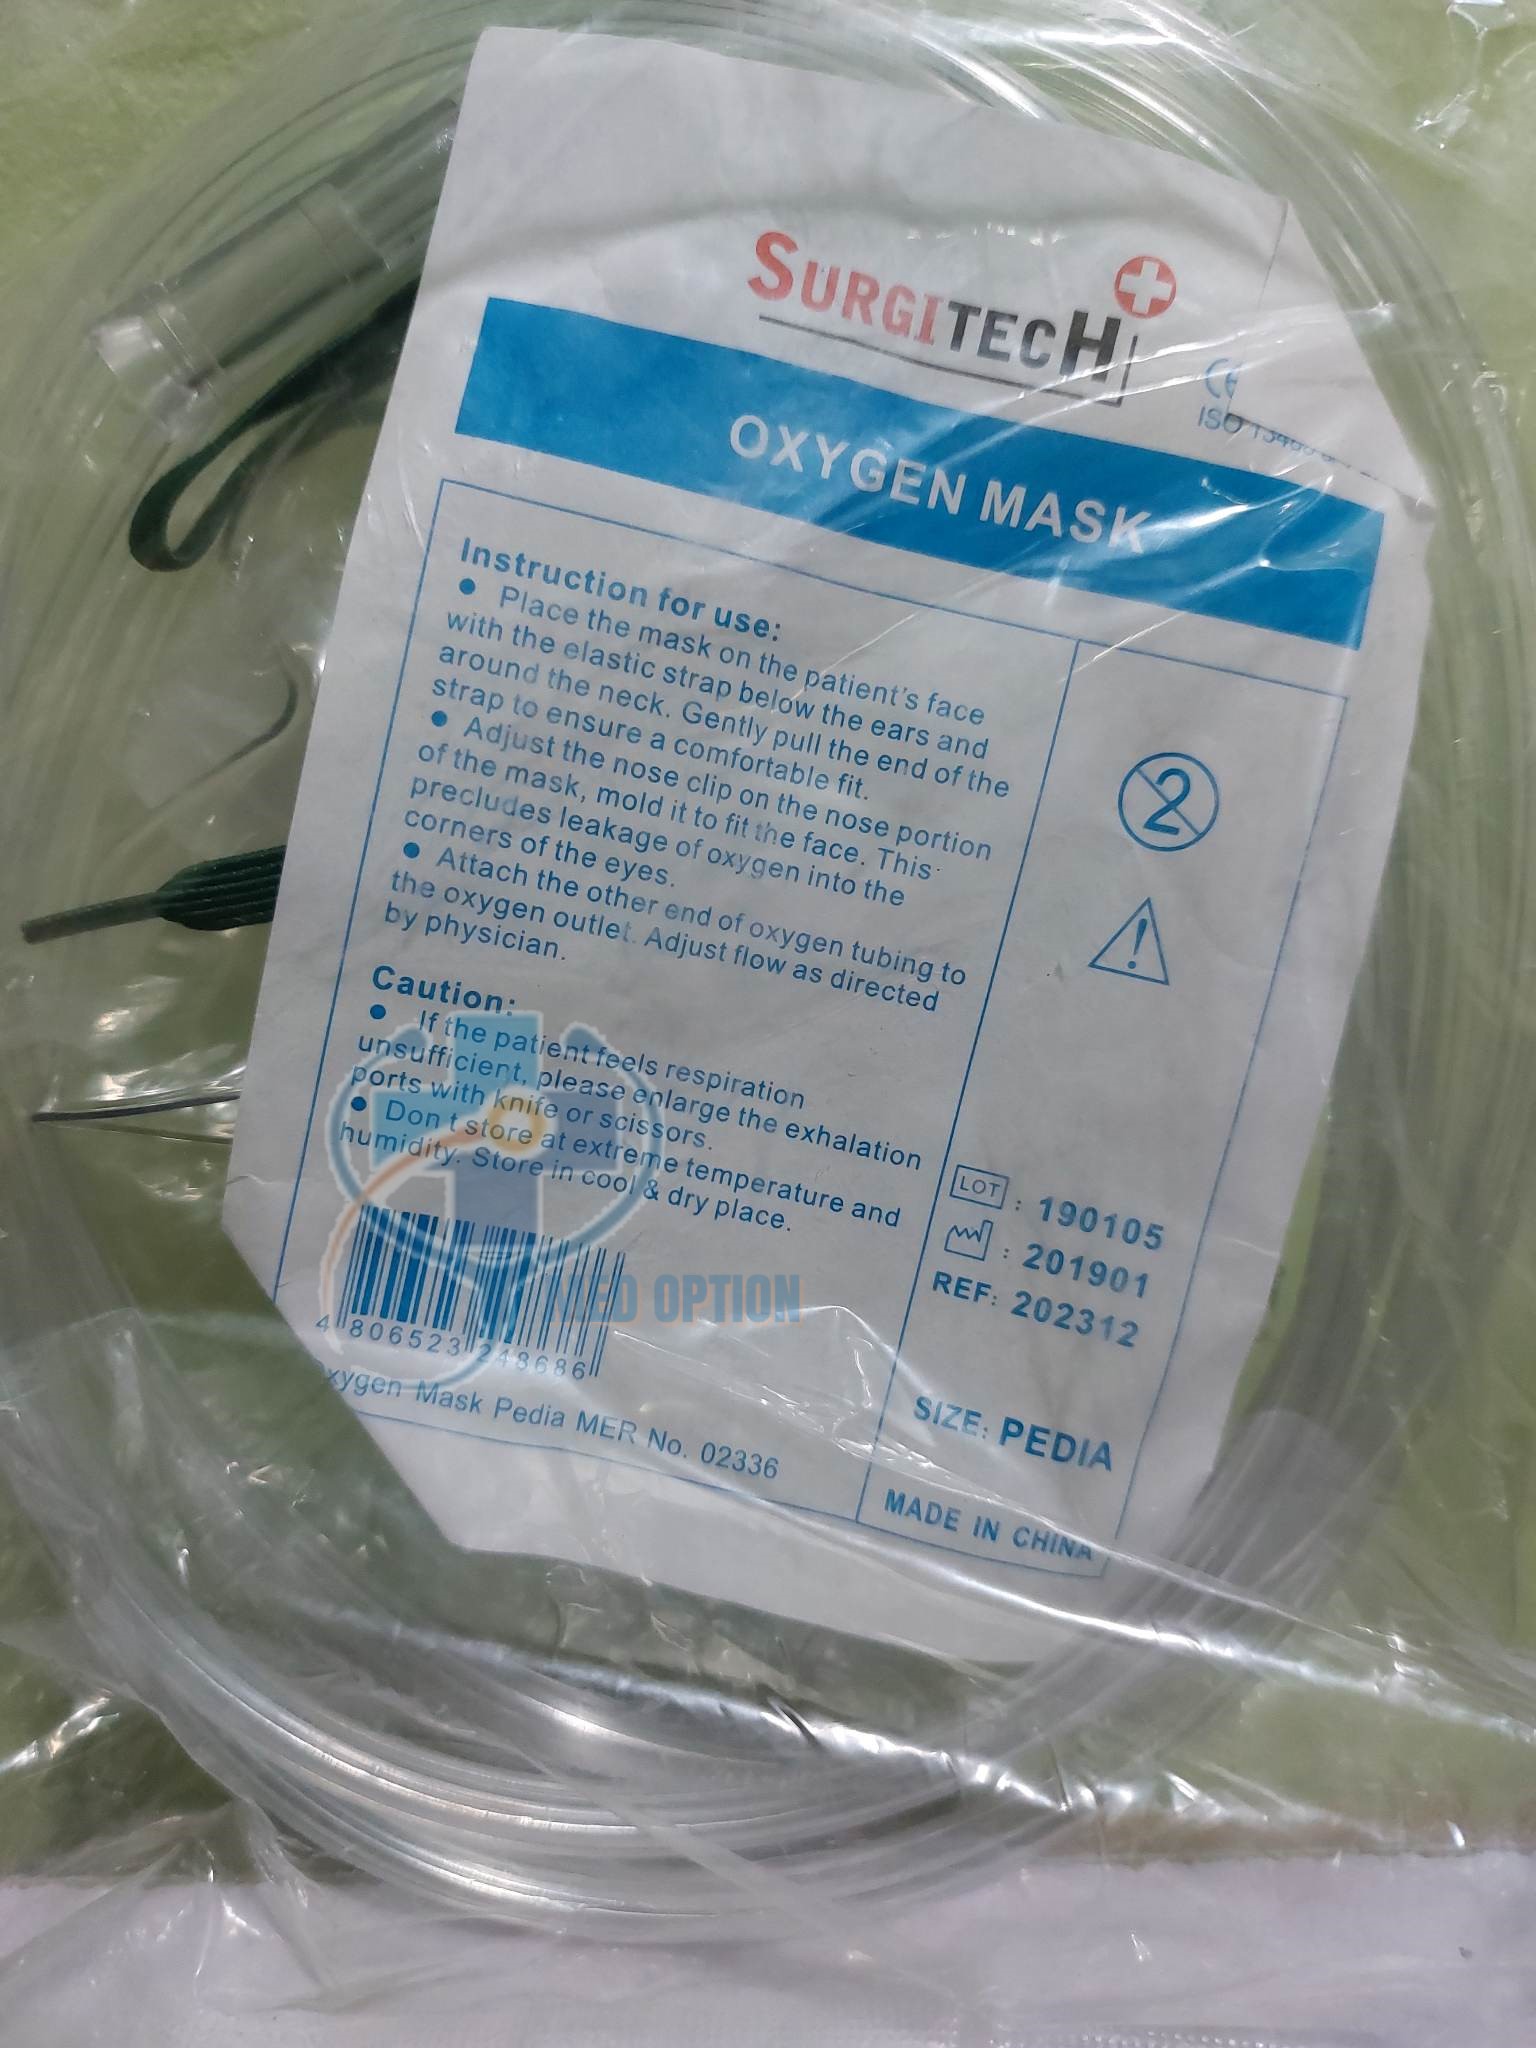 SURGITECH
CE
ISO
OXYGEN MASK
Instruction for use:
● Place the mask on the patient's face
with the elastic strap below the ears and
around the neck. Gently pull the end of the
strap to ensure a comfortable fit.
● Adjust the nose clip on the nose portion
of the mask, mold it to fit the face. This
precludes leakage of oxygen into the
corners of the eyes.
● Attach the other end of oxygen tubing to
the oxygen outlet. Adjust flow as directed
by physician.
Caution:
● If the patient feels respiration
unsufficient, please enlarge the exhalation
ports with knife or scissors.
● Don t store at extreme temperature and
humidity. Store in cool & dry place.
MED OPTION
4 806523 248686
Oxygen Mask Pedia MER No. 02336
2
!
LOT : 190105
: 201901
REF: 202312
SIZE: PEDIA
MADE IN CHINA